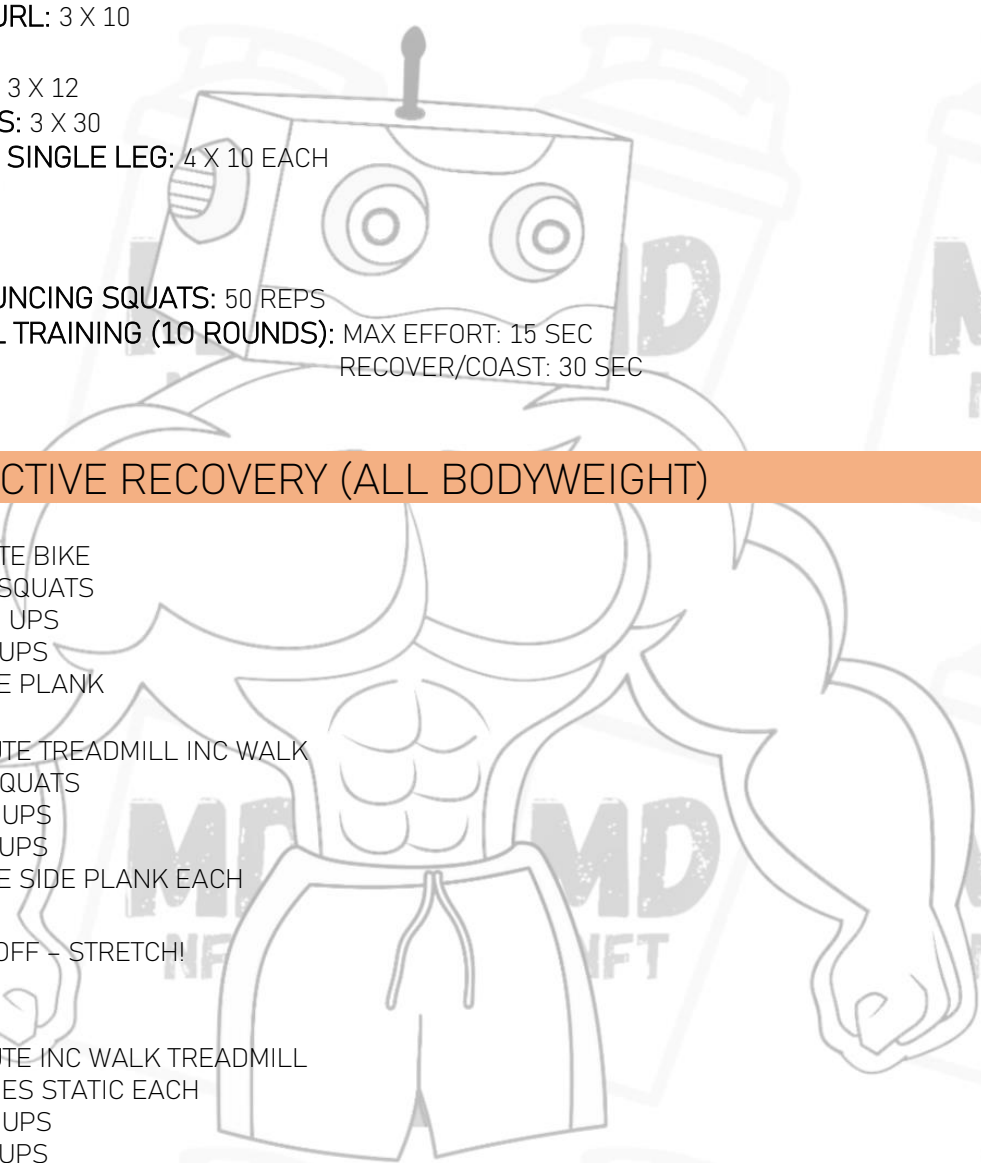 URL: 3 X 10
3 X 12
S: 3 X 30
SINGLE LEG: 4 X 10 EACH
UNCING SQUATS: 50 REPS
L TRAINING (10 ROUNDS): MAX EFFORT: 15 SEC
RECOVER/COAST: 30 SEC
CTIVE RECOVERY (ALL BODYWEIGHT)
TE BIKE
SQUATS
UPS
UPS
E PLANK
UTE TREADMILL INC WALK
SQUATS
UPS
UPS
E SIDE PLANK EACH
OFF – STRETCH!
UTE INC WALK TREADMILL
ES STATIC EACH
UPS
UPS
MD
NFT